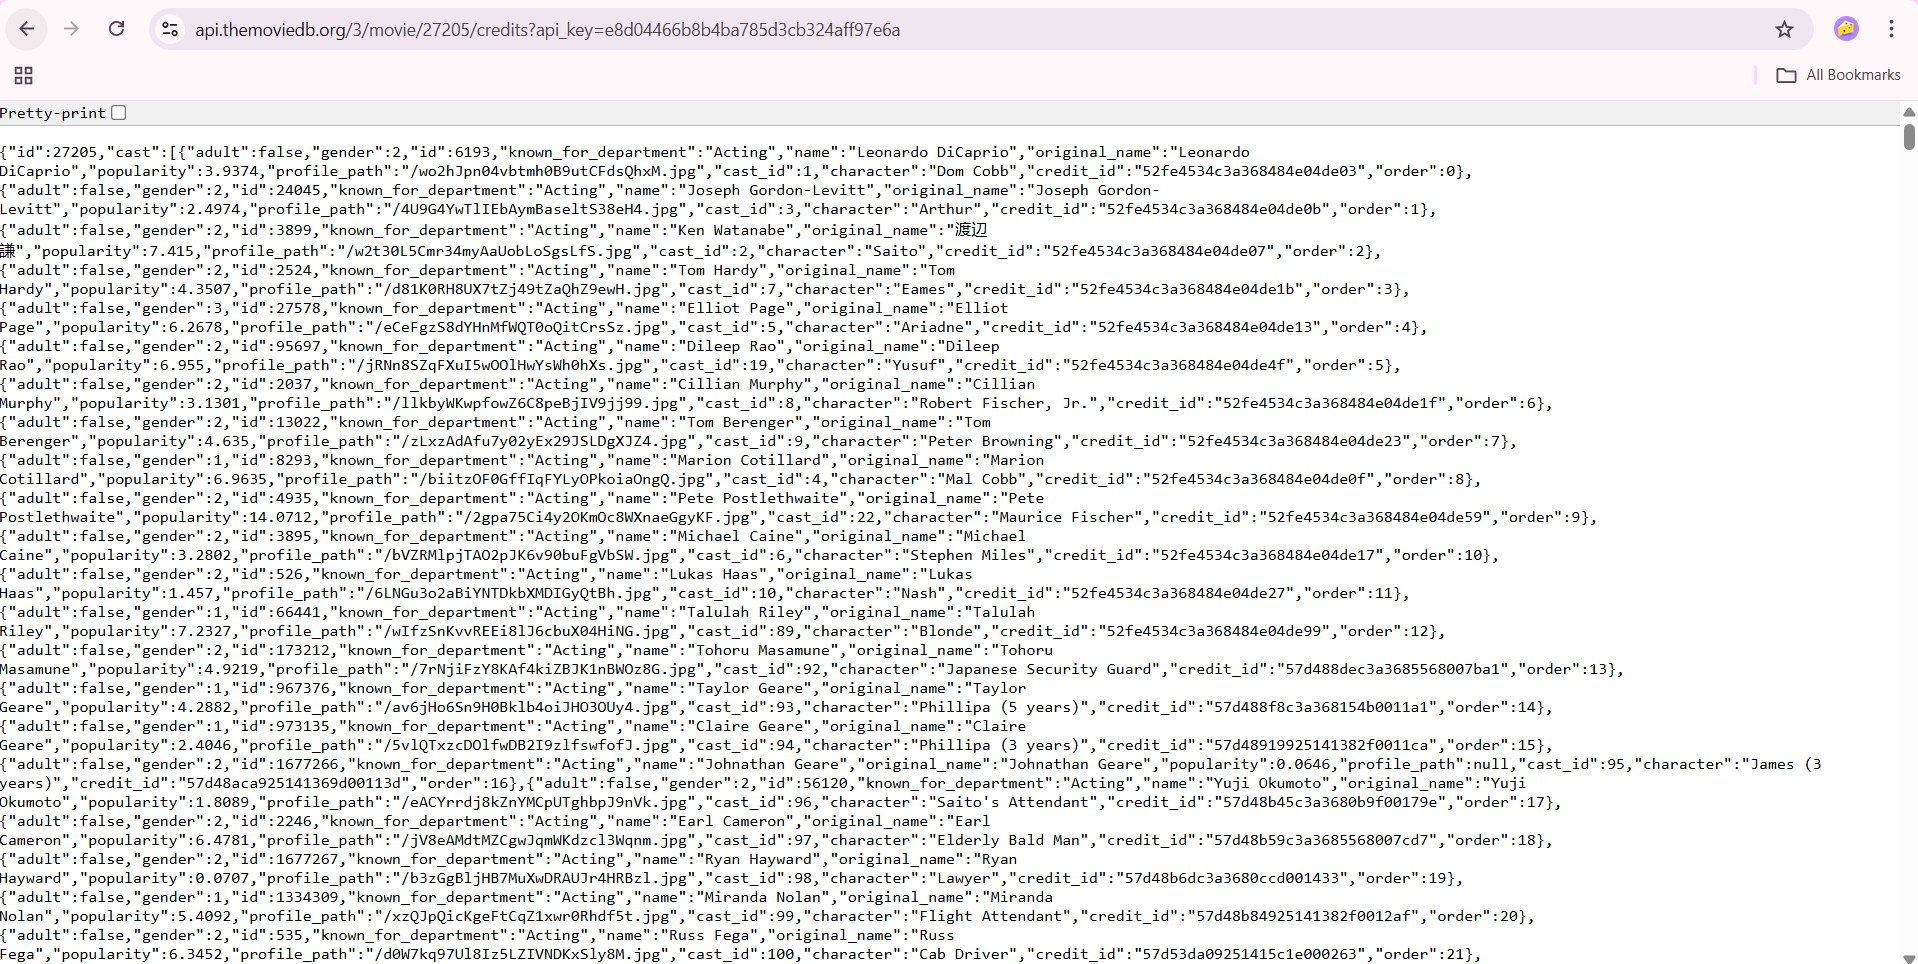 api.themoviedb.org/3/movie/27205/credits?api_key=e8d04466b8b4ba785d3cb324aff97e6a
All Bookmarks
Pretty-print
{"id":27205,"cast":[{"adult":false,"gender":2,"id":6193,"known_for_department":"Acting","name":"Leonardo DiCaprio","original_name":"Leonardo
DiCaprio","popularity":3.9374,"profile_path":"/wo2hJpn04vbtmh0B9utCFdsQhxM.jpg","cast_id":1,"character":"Dom Cobb","credit_id":"52fe4534c3a368484e04de03","order":0},
{"adult":false,"gender":2,"id":24045,"known_for_department":"Acting","name":"Joseph Gordon-Levitt","original_name":"Joseph Gordon-
Levitt","popularity":2.4974,"profile_path":"/4U9G4YwTlIEbAymBaseltS38eH4.jpg","cast_id":3,"character":"Arthur","credit_id":"52fe4534c3a368484e04de0b","order":1},
{"adult":false,"gender":2,"id":3899,"known_for_department":"Acting","name":"Ken Watanabe","original_name":"渡辺
謙","popularity":7.415,"profile_path":"/w2t30L5Cmr34myAaUobLoSgsLfS.jpg","cast_id":2,"character":"Saito","credit_id":"52fe4534c3a368484e04de07","order":2},
{"adult":false,"gender":2,"id":2524,"known_for_department":"Acting","name":"Tom Hardy","original_name":"Tom
Hardy","popularity":4.3507,"profile_path":"/d81K0RH8UX7tZj49tZaQhZ9ewH.jpg","cast_id":7,"character":"Eames","credit_id":"52fe4534c3a368484e04de1b","order":3},
{"adult":false,"gender":3,"id":27578,"known_for_department":"Acting","name":"Elliot Page","original_name":"Elliot
Page","popularity":6.2678,"profile_path":"/eCeFgzS8dYHnMfWQT0oQitCrsSz.jpg","cast_id":5,"character":"Ariadne","credit_id":"52fe4534c3a368484e04de13","order":4},
{"adult":false,"gender":2,"id":95697,"known_for_department":"Acting","name":"Dileep Rao","original_name":"Dileep
Rao","popularity":6.955,"profile_path":"/jRNn8SZqFXuI5wOOlHwYsWh0hXs.jpg","cast_id":19,"character":"Yusuf","credit_id":"52fe4534c3a368484e04de4f","order":5},
{"adult":false,"gender":2,"id":2037,"known_for_department":"Acting","name":"Cillian Murphy","original_name":"Cillian
Murphy","popularity":3.1301,"profile_path":"/llkbyWKwpfowZ6C8peBjIV9jj99.jpg","cast_id":8,"character":"Robert Fischer, Jr.","credit_id":"52fe4534c3a368484e04de1f","order":6},
{"adult":false,"gender":2,"id":13022,"known_for_department":"Acting","name":"Tom Berenger","original_name":"Tom
Berenger","popularity":4.635,"profile_path":"/zLxzAdAfu7y02yEx29JSLDgXJZ4.jpg","cast_id":9,"character":"Peter Browning","credit_id":"52fe4534c3a368484e04de23","order":7},
{"adult":false,"gender":1,"id":8293,"known_for_department":"Acting","name":"Marion Cotillard","original_name":"Marion
Cotillard","popularity":6.9635,"profile_path":"/biitzOF0GffIqFYLyOPkoiaOngQ.jpg","cast_id":4,"character":"Mal Cobb","credit_id":"52fe4534c3a368484e04de0f","order":8},
{"adult":false,"gender":2,"id":4935,"known_for_department":"Acting","name":"Pete Postlethwaite","original_name":"Pete
Postlethwaite","popularity":14.0712,"profile_path":"/2gpa75Ci4y2OKmOc8WXnaeGgyKF.jpg","cast_id":22,"character":"Maurice Fischer","credit_id":"52fe4534c3a368484e04de59","order":9},
{"adult":false,"gender":2,"id":3895,"known_for_department":"Acting","name":"Michael Caine","original_name":"Michael
Caine","popularity":3.2802,"profile_path":"/bVZRMlpjTAO2pJK6v90buFgVbSW.jpg","cast_id":6,"character":"Stephen Miles","credit_id":"52fe4534c3a368484e04de17","order":10},
{"adult":false,"gender":2,"id":526,"known_for_department":"Acting","name":"Lukas Haas","original_name":"Lukas
Haas","popularity":1.457,"profile_path":"/6LNGu3o2aBiYNTDkbXMDIGyQtBh.jpg","cast_id":10,"character":"Nash","credit_id":"52fe4534c3a368484e04de27","order":11},
{"adult":false,"gender":1,"id":66441,"known_for_department":"Acting","name":"Talulah Riley","original_name":"Talulah
Riley","popularity":7.2327,"profile_path":"/wIfzSnKvvREEi8lJ6cbuX04HiNG.jpg","cast_id":89,"character":"Blonde","credit_id":"52fe4534c3a368484e04de99","order":12},
{"adult":false,"gender":2,"id":173212,"known_for_department":"Acting","name":"Tohoru Masamune","original_name":"Tohoru
Masamune","popularity":4.9219,"profile_path":"/7rNjiFzY8KAf4kiZBJK1nBWOz8G.jpg","cast_id":92,"character":"Japanese Security Guard","credit_id":"57d488dec3a3685568007ba1","order":13},
{"adult":false,"gender":1,"id":967376,"known_for_department":"Acting","name":"Taylor Geare","original_name":"Taylor
Geare","popularity":4.2882,"profile_path":"/av6jHo6Sn9H0Bklb4oiJHO3OUy4.jpg","cast_id":93,"character":"Phillipa (5 years)","credit_id":"57d488f8c3a368154b0011a1","order":14},
{"adult":false,"gender":1,"id":973135,"known_for_department":"Acting","name":"Claire Geare","original_name":"Claire
Geare","popularity":2.4046,"profile_path":"/5vlQTxzcDOlfwDB2I9zlfswfofJ.jpg","cast_id":94,"character":"Phillipa (3 years)","credit_id":"57d48919925141382f0011ca","order":15},
{"adult":false,"gender":2,"id":1677266,"known_for_department":"Acting","name":"Johnathan Geare","original_name":"Johnathan Geare","popularity":0.0646,"profile_path":null,"cast_id":95,"character":"James (3
years)","credit_id":"57d48aca925141369d00113d","order":16},{"adult":false,"gender":2,"id":56120,"known_for_department":"Acting","name":"Yuji Okumoto","original_name":"Yuji
Okumoto","popularity":1.8089,"profile_path":"/eACYrrdj8kZnYMCpUTghbpJ9nVk.jpg","cast_id":96,"character":"Saito's Attendant","credit_id":"57d48b45c3a3680b9f00179e","order":17},
{"adult":false,"gender":2,"id":2246,"known_for_department":"Acting","name":"Earl Cameron","original_name":"Earl
Cameron","popularity":6.4781,"profile_path":"/jV8eAMdtMZCgwJqmWKdzcl3Wqnm.jpg","cast_id":97,"character":"Elderly Bald Man","credit_id":"57d48b59c3a3685568007cd7","order":18},
{"adult":false,"gender":2,"id":1677267,"known_for_department":"Acting","name":"Ryan Hayward","original_name":"Ryan
Hayward","popularity":0.0707,"profile_path":"/b3zGgBljHB7MuXwDRAUJr4HRBzl.jpg","cast_id":98,"character":"Lawyer","credit_id":"57d48b6dc3a3680ccd001433","order":19},
{"adult":false,"gender":1,"id":1334309,"known_for_department":"Acting","name":"Miranda Nolan","original_name":"Miranda
Nolan","popularity":5.4092,"profile_path":"/xzQJpQicKgeFtCqZ1xwr0Rhdf5t.jpg","cast_id":99,"character":"Flight Attendant","credit_id":"57d48b84925141382f0012af","order":20},
{"adult":false,"gender":2,"id":535,"known_for_department":"Acting","name":"Russ Fega","original_name":"Russ
Fega","popularity":6.3452,"profile_path":"/d0W7kq97Ul8Iz5LZIVNDKxSly8M.jpg","cast_id":100,"character":"Cab Driver","credit_id":"57d53da09251415c1e000263","order":21},